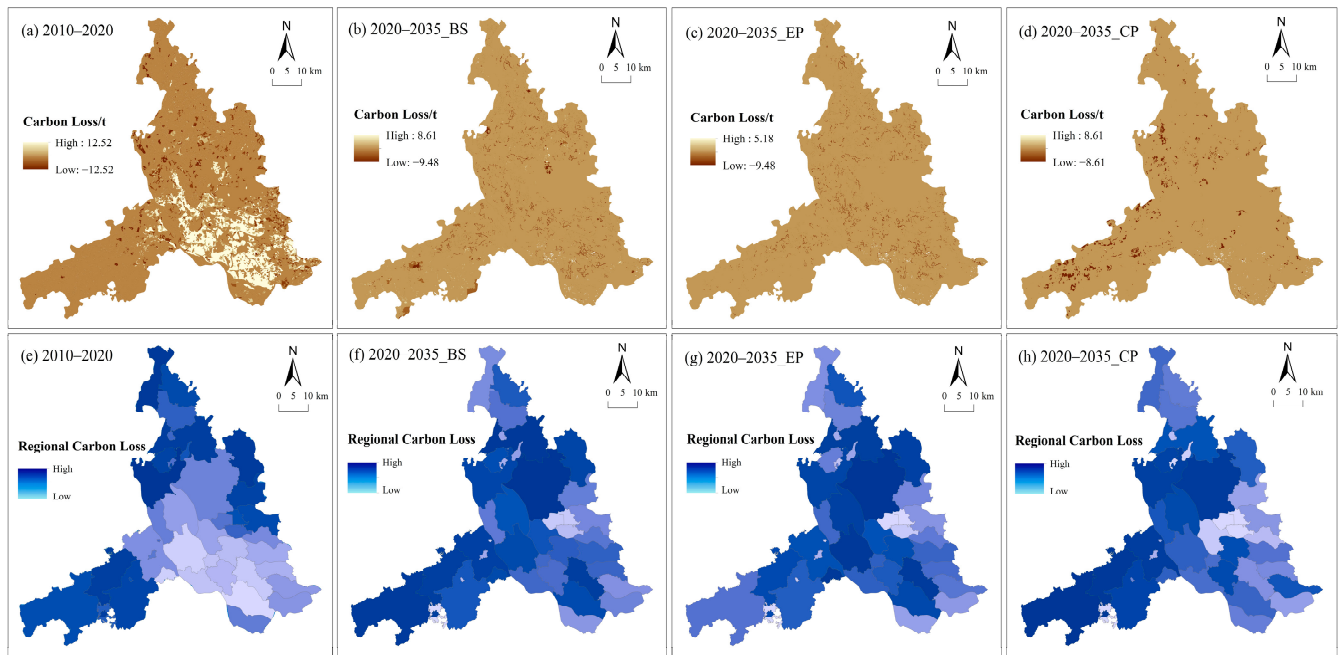 (a) 2010–2020
N
0 5 10 km
Carbon Loss/t
High : 12.52
Low: −12.52
(b) 2020–2035_BS
N
0 5 10 km
Carbon Loss/t
High : 8.61
Low: −9.48
(c) 2020–2035_EP
N
0 5 10 km
Carbon Loss/t
High : 5.18
Low: −9.48
(d) 2020–2035_CP
N
0 5 10 km
Carbon Loss/t
High : 8.61
Low: −8.61
(e) 2010–2020
N
0 5 10 km
Regional Carbon Loss
High
Low
(f) 2020 2035_BS
N
0 5 10 km
Regional Carbon Loss
High
Low
(g) 2020–2035_EP
N
0 5 10 km
Regional Carbon Loss
High
Low
(h) 2020–2035_CP
N
0 5 10 km
Regional Carbon Loss
High
Low